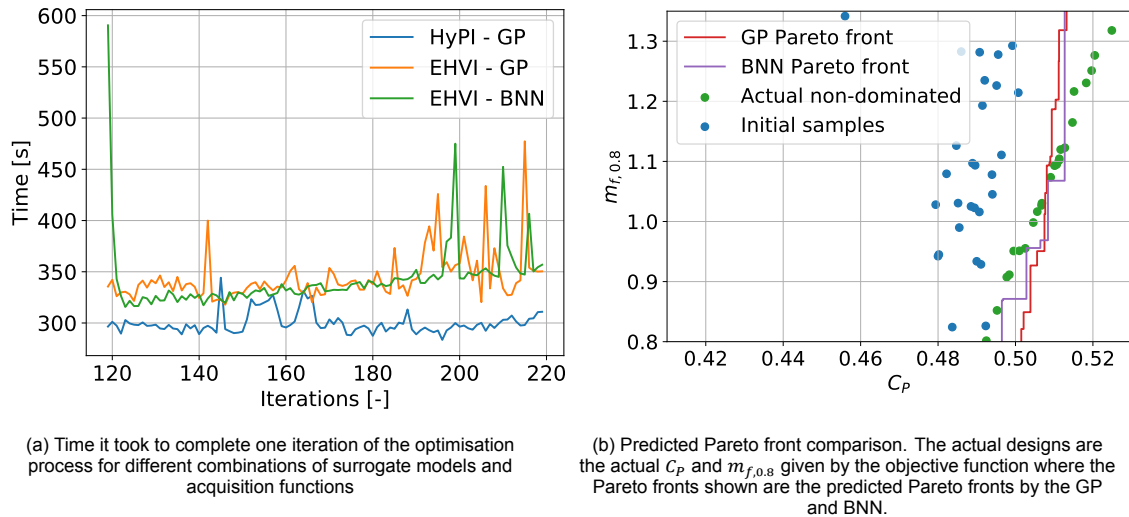 600
550
500
450
400
350
300
Time [s]
HyPI - GP
EHVI - GP
EHVI - BNN
120
140
160
180
200
220
Iterations [-]
(a) Time it took to complete one iteration of the optimisation
process for different combinations of surrogate models and
acquisition functions
1.3
1.2
1.1
1.0
0.9
0.8
m_{f,0.8}
GP Pareto front
BNN Pareto front
Actual non-dominated
Initial samples
0.42
0.44
0.46
0.48
0.50
0.52
C_P
(b) Predicted Pareto front comparison. The actual designs are
the actual C_P and m_{f,0.8} given by the objective function where the
Pareto fronts shown are the predicted Pareto fronts by the GP
and BNN.